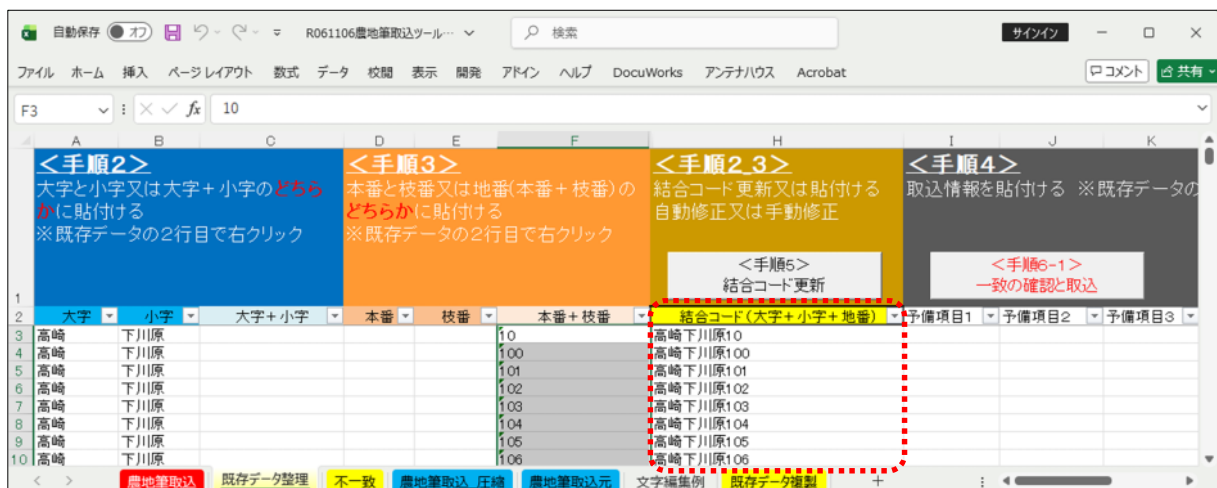 自動保存 オフ R061106農地筆取込ツール… 検索 サインイン
ファイル ホーム 挿入 ページ レイアウト 数式 データ 校閲 表示 開発 アドイン ヘルプ DocuWorks アンテナハウス Acrobat コメント 共有
F3 fx 10
A B C D E F H I J K
1
＜手順2＞
大字と小字又は大字+小字のどちら
かに貼付ける
※既存データの2行目で右クリック
＜手順3＞
本番と枝番又は地番(本番+枝番)の
どちらかに貼付ける
※既存データの2行目で右クリック
＜手順2_3＞
結合コード更新又は貼付ける
自動修正又は手動修正
＜手順5＞
結合コード更新
＜手順4＞
取込情報を貼付ける ※既存データの
＜手順6-1＞
一致の確認と取込
2 大字 小字 大字+小字 本番 枝番 本番+枝番 結合コード(大字+小字+地番) 予備項目1 予備項目2 予備項目3
3 高崎 下川原 10 高崎下川原10
4 高崎 下川原 100 高崎下川原100
5 高崎 下川原 101 高崎下川原101
6 高崎 下川原 102 高崎下川原102
7 高崎 下川原 103 高崎下川原103
8 高崎 下川原 104 高崎下川原104
9 高崎 下川原 105 高崎下川原105
10 高崎 下川原 106 高崎下川原106
農地筆取込 既存データ整理 不一致 農地筆取込_圧縮 農地筆取込元 文字編集例 既存データ複製